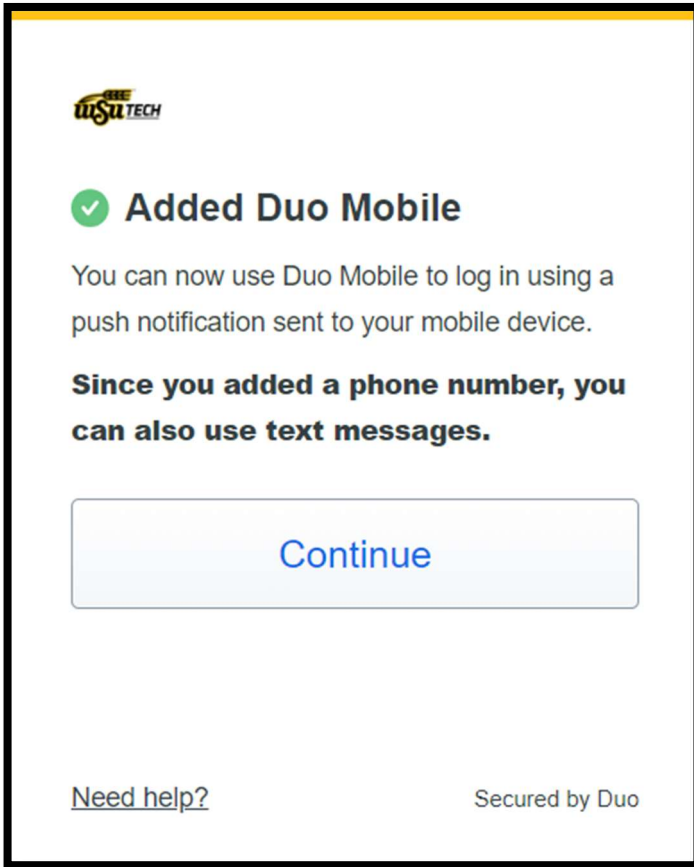 WSU TECH
Added Duo Mobile
You can now use Duo Mobile to log in using a
push notification sent to your mobile device.
Since you added a phone number, you
can also use text messages.
Continue
Need help?
Secured by Duo